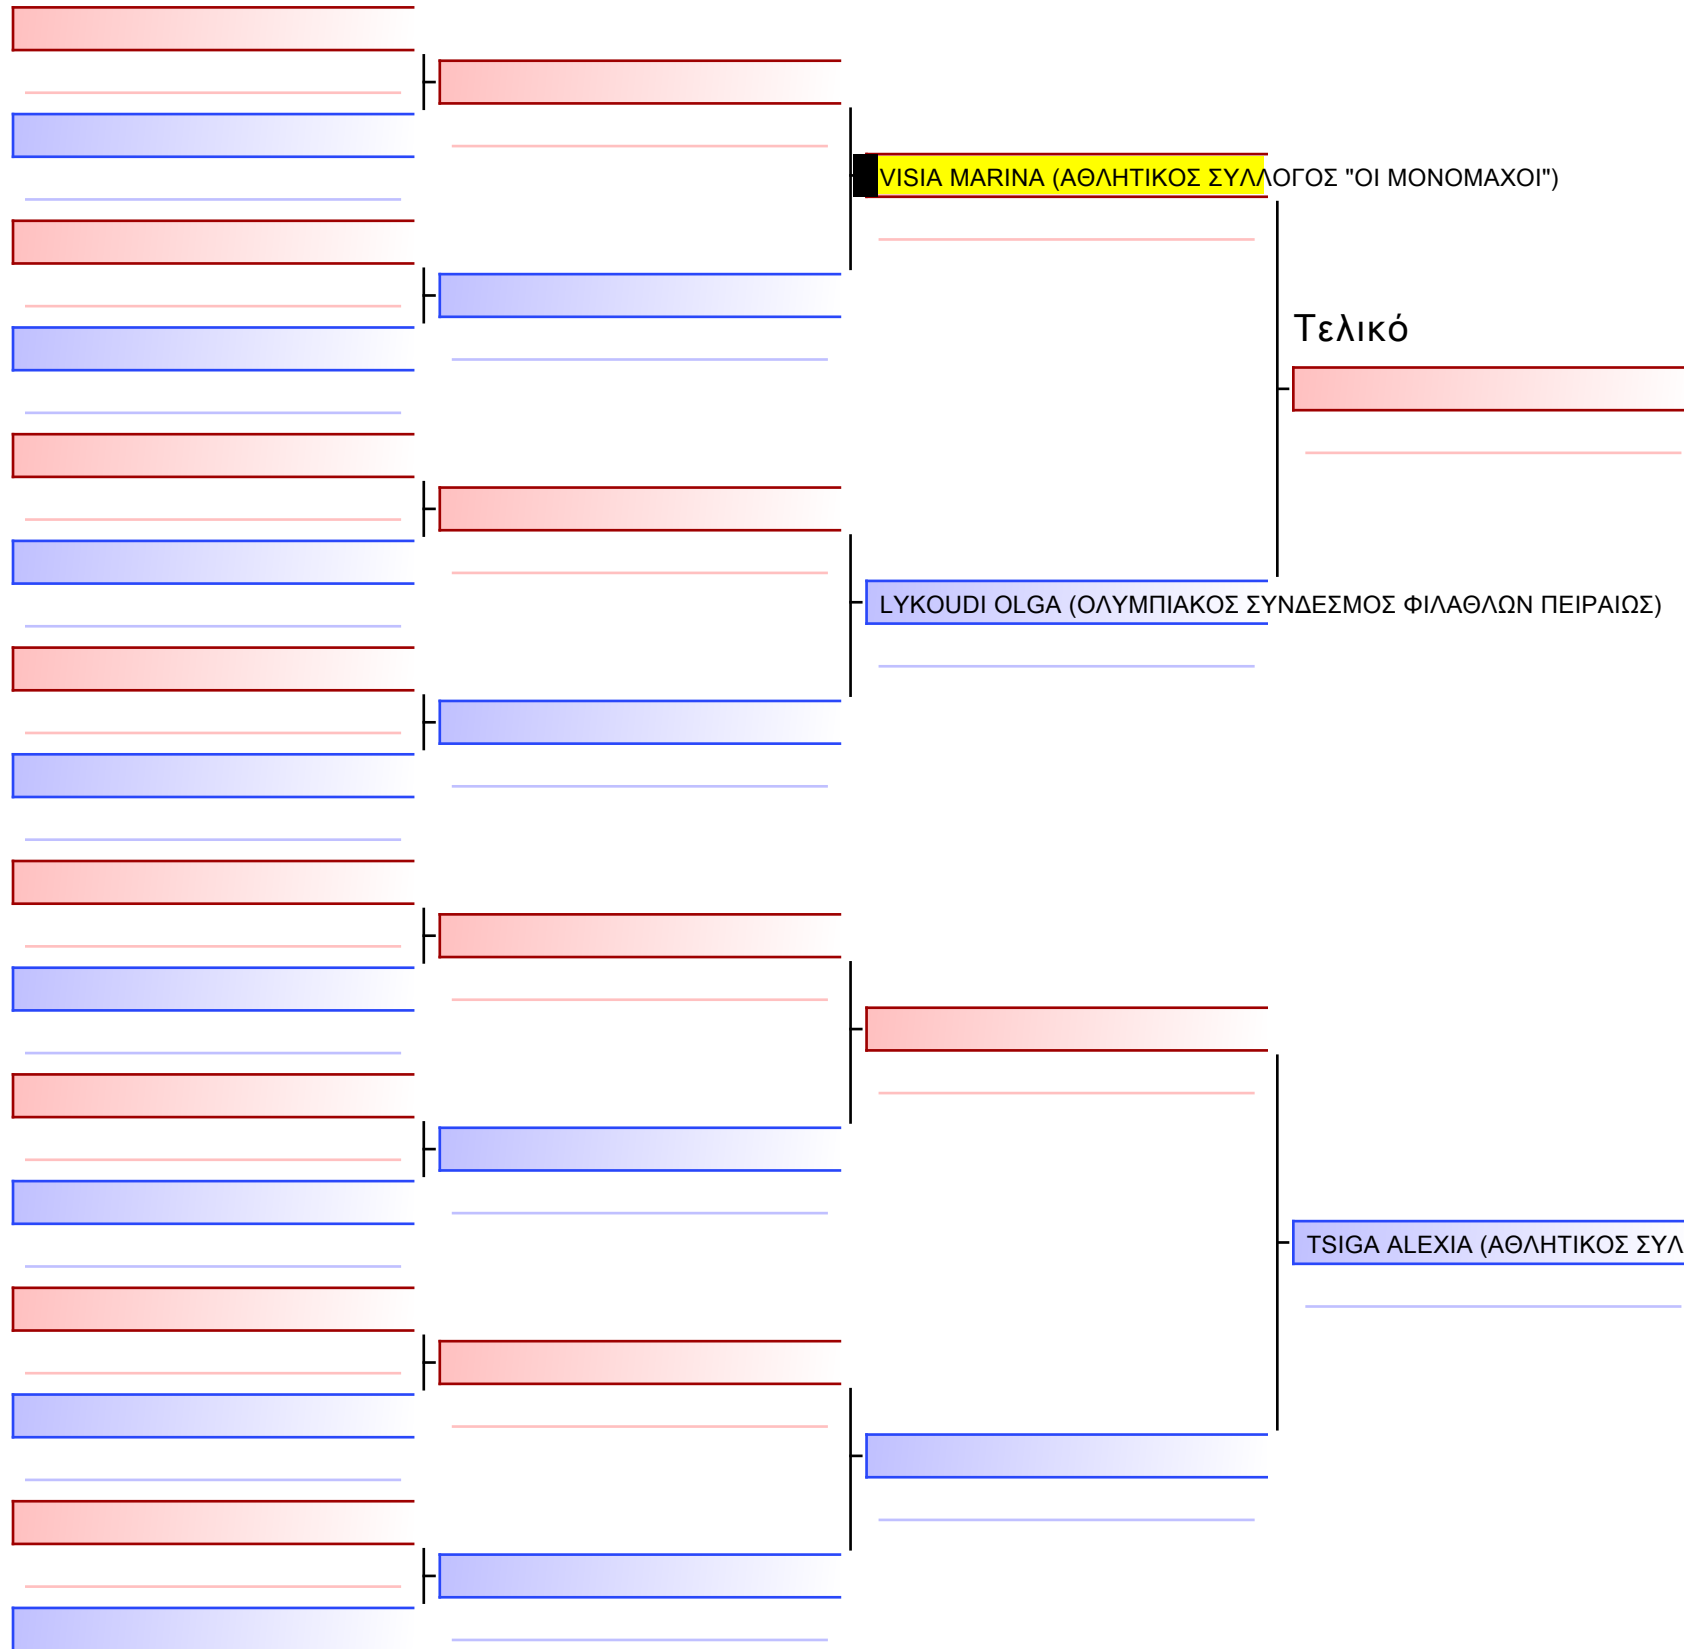 VISIA MARINA (ΑΘΛΗΤΙΚΟΣ ΣΥΛΛΟΓΟΣ "ΟΙ ΜΟΝΟΜΑΧΟΙ")
Τελικό
LYKOUDI OLGA (ΟΛΥΜΠΙΑΚΟΣ ΣΥΝΔΕΣΜΟΣ ΦΙΛΑΘΛΩΝ ΠΕΙΡΑΙΩΣ)
TSIGA ALEXIA (ΑΘΛΗΤΙΚΟΣ ΣΥΛ